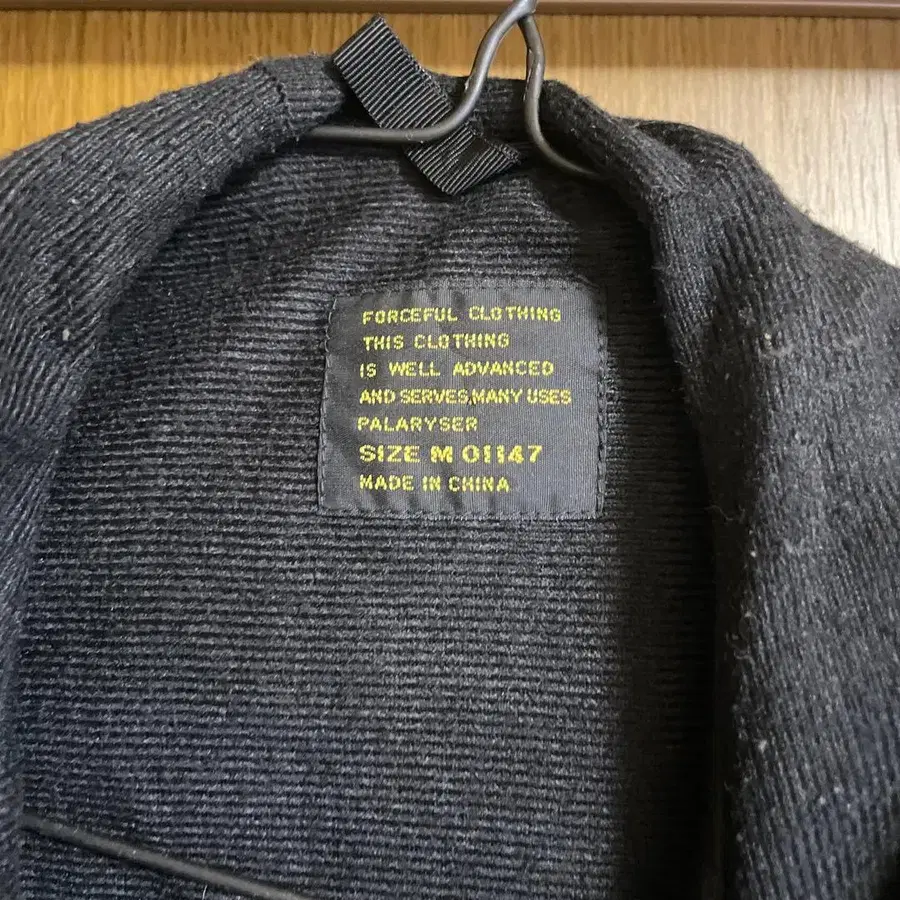 FORCEFUL CLOTHING
THIS CLOTHING
IS WELL ADVANCED
AND SERVES,MANY USES
PALARYSER
SIZE M 01147
MADE IN CHINA